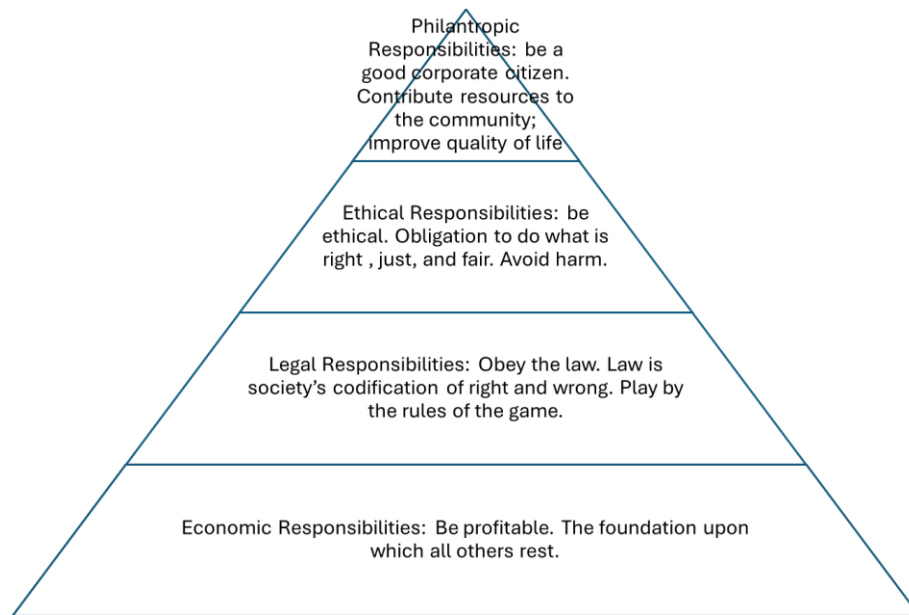 Philantropic
Responsibilities: be a
good corporate citizen.
Contribute resources to
the community;
improve quality of life
Ethical Responsibilities: be
ethical. Obligation to do what is
right , just, and fair. Avoid harm.
Legal Responsibilities: Obey the law. Law is
society’s codification of right and wrong. Play by
the rules of the game.
Economic Responsibilities: Be profitable. The foundation upon
which all others rest.